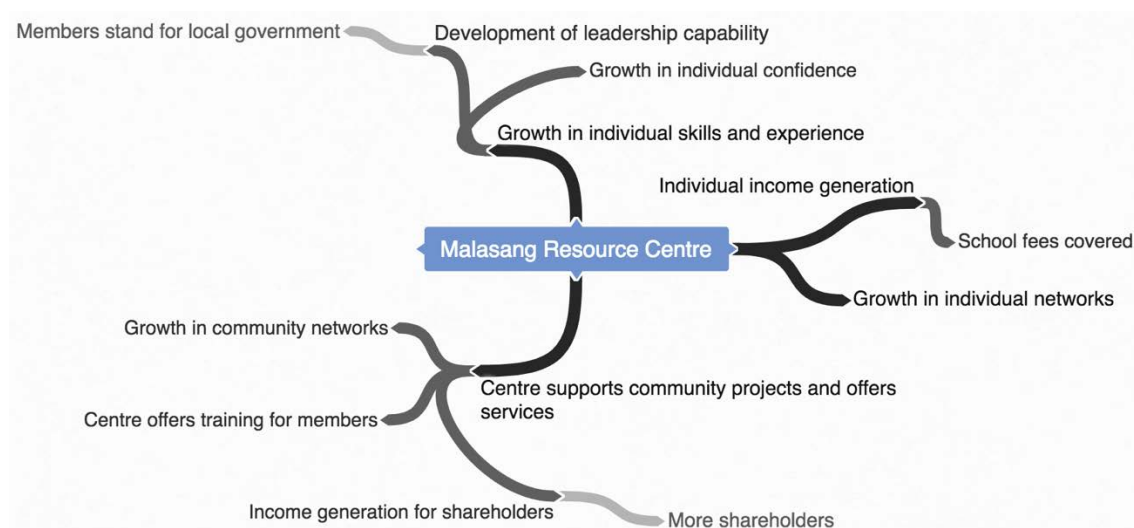 Members stand for local government
Development of leadership capability
Growth in individual confidence
Growth in individual skills and experience
Individual income generation
Malasang Resource Centre
School fees covered
Growth in individual networks
Growth in community networks
Centre supports community projects and offers
services
Centre offers training for members
Income generation for shareholders
More shareholders